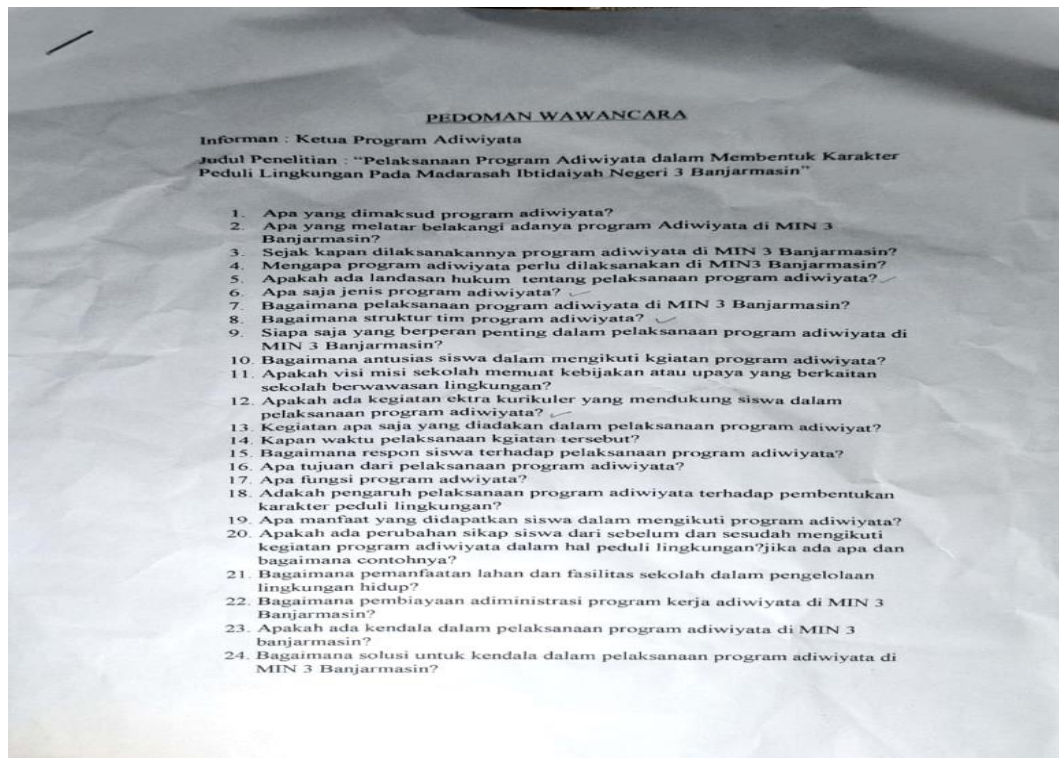 PEDOMAN WAWANCARA
Informan : Ketua Program Adiwiyata
Judul Penelitian : "Pelaksanaan Program Adiwiyata dalam Membentuk Karakter
Peduli Lingkungan Pada Madarasah Ibtidaiyah Negeri 3 Banjarmasin"
1. Apa yang dimaksud program adiwiyata?
2. Apa yang melatar belakangi adanya program Adiwiyata di MIN 3
Banjarmasin?
3. Sejak kapan dilaksanakannya program adiwiyata di MIN 3 Banjarmasin?
4. Mengapa program adiwiyata perlu dilaksanakan di MIN3 Banjarmasin?
5. Apakah ada landasan hukum tentang pelaksanaan program adiwiyata?
6. Apa saja jenis program adiwiyata?
7. Bagaimana pelaksanaan program adiwiyata di MIN 3 Banjarmasin?
8. Bagaimana struktur tim program adiwiyata?
9. Siapa saja yang berperan penting dalam pelaksanaan program adiwiyata di
MIN 3 Banjarmasin?
10. Bagaimana antusias siswa dalam mengikuti kgiatan program adiwiyata?
11. Apakah visi misi sekolah memuat kebijakan atau upaya yang berkaitan
sekolah berwawasan lingkungan?
12. Apakah ada kegiatan ektra kurikuler yang mendukung siswa dalam
pelaksanaan program adiwiyata?
13. Kegiatan apa saja yang diadakan dalam pelaksanaan program adiwiyat?
14. Kapan waktu pelaksanaan kgiatan tersebut?
15. Bagaimana respon siswa terhadap pelaksanaan program adiwiyata?
16. Apa tujuan dari pelaksanaan program adiwiyata?
17. Apa fungsi program adwiyata?
18. Adakah pengaruh pelaksanaan program adiwiyata terhadap pembentukan
karakter peduli lingkungan?
19. Apa manfaat yang didapatkan siswa dalam mengikuti program adiwiyata?
20. Apakah ada perubahan sikap siswa dari sebelum dan sesudah mengikuti
kegiatan program adiwiyata dalam hal peduli lingkungan?jika ada apa dan
bagaimana contohnya?
21. Bagaimana pemanfaatan lahan dan fasilitas sekolah dalam pengelolaan
lingkungan hidup?
22. Bagaimana pembiayaan adiministrasi program kerja adiwiyata di MIN 3
Banjarmasin?
23. Apakah ada kendala dalam pelaksanaan program adiwiyata di MIN 3
banjarmasin?
24. Bagaimana solusi untuk kendala dalam pelaksanaan program adiwiyata di
MIN 3 Banjarmasin?